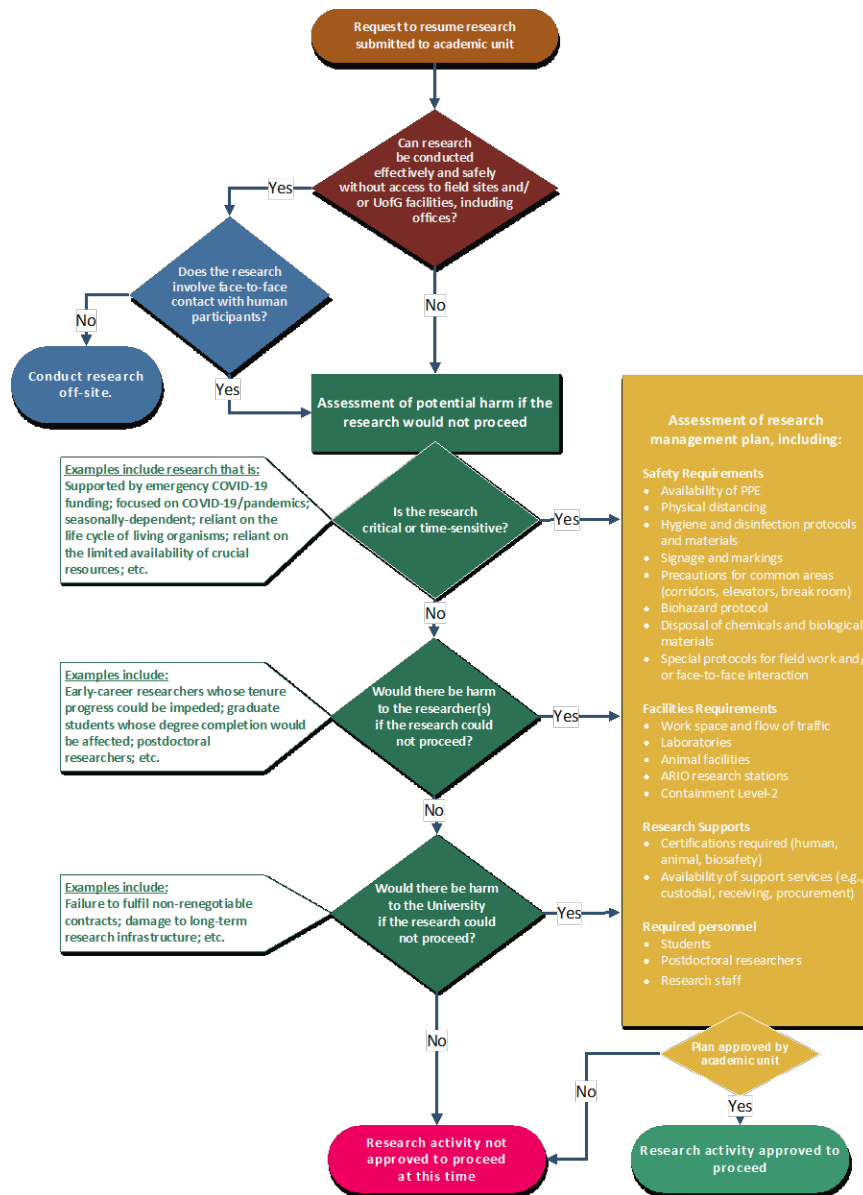 Request to resume research
submitted to academic unit
Can research
be conducted
effectively and safely
without access to field sites and/
or UofG facilities, including
offices?
Yes
No
Does the research
involve face-to-face
contact with human
participants?
No
Yes
Conduct research
off-site.
Assessment of potential harm if the
research would not proceed
Examples include research that is:
Supported by emergency COVID-19
funding; focused on COVID-19/pandemics;
seasonally-dependent; reliant on the
life cycle of living organisms; reliant on
the limited availability of crucial
resources; etc.
Is the research
critical or time-sensitive?
Yes
No
Examples include:
Early-career researchers whose tenure
progress could be impeded; graduate
students whose degree completion would
be affected; postdoctoral
researchers; etc.
Would there be harm
to the researcher(s)
if the research could
not proceed?
Yes
No
Examples include:
Failure to fulfil non-renegotiable
contracts; damage to long-term
research infrastructure; etc.
Would there be harm
to the University
if the research could
not proceed?
Yes
No
Assessment of research
management plan, including:
Safety Requirements
• Availability of PPE
• Physical distancing
• Hygiene and disinfection protocols
and materials
• Signage and markings
• Precautions for common areas
(corridors, elevators, break room)
• Biohazard protocol
• Disposal of chemicals and biological
materials
• Special protocols for field work and/
or face-to-face interaction
Facilities Requirements
• Work space and flow of traffic
• Laboratories
• Animal facilities
• ARIO research stations
• Containment Level-2
Research Supports
• Certifications required (human,
animal, biosafety)
• Availability of support services (e.g.,
custodial, receiving, procurement)
Required personnel
• Students
• Postdoctoral researchers
• Research staff
Plan approved by
academic unit
No
Yes
Research activity not
approved to proceed
at this time
Research activity approved to
proceed